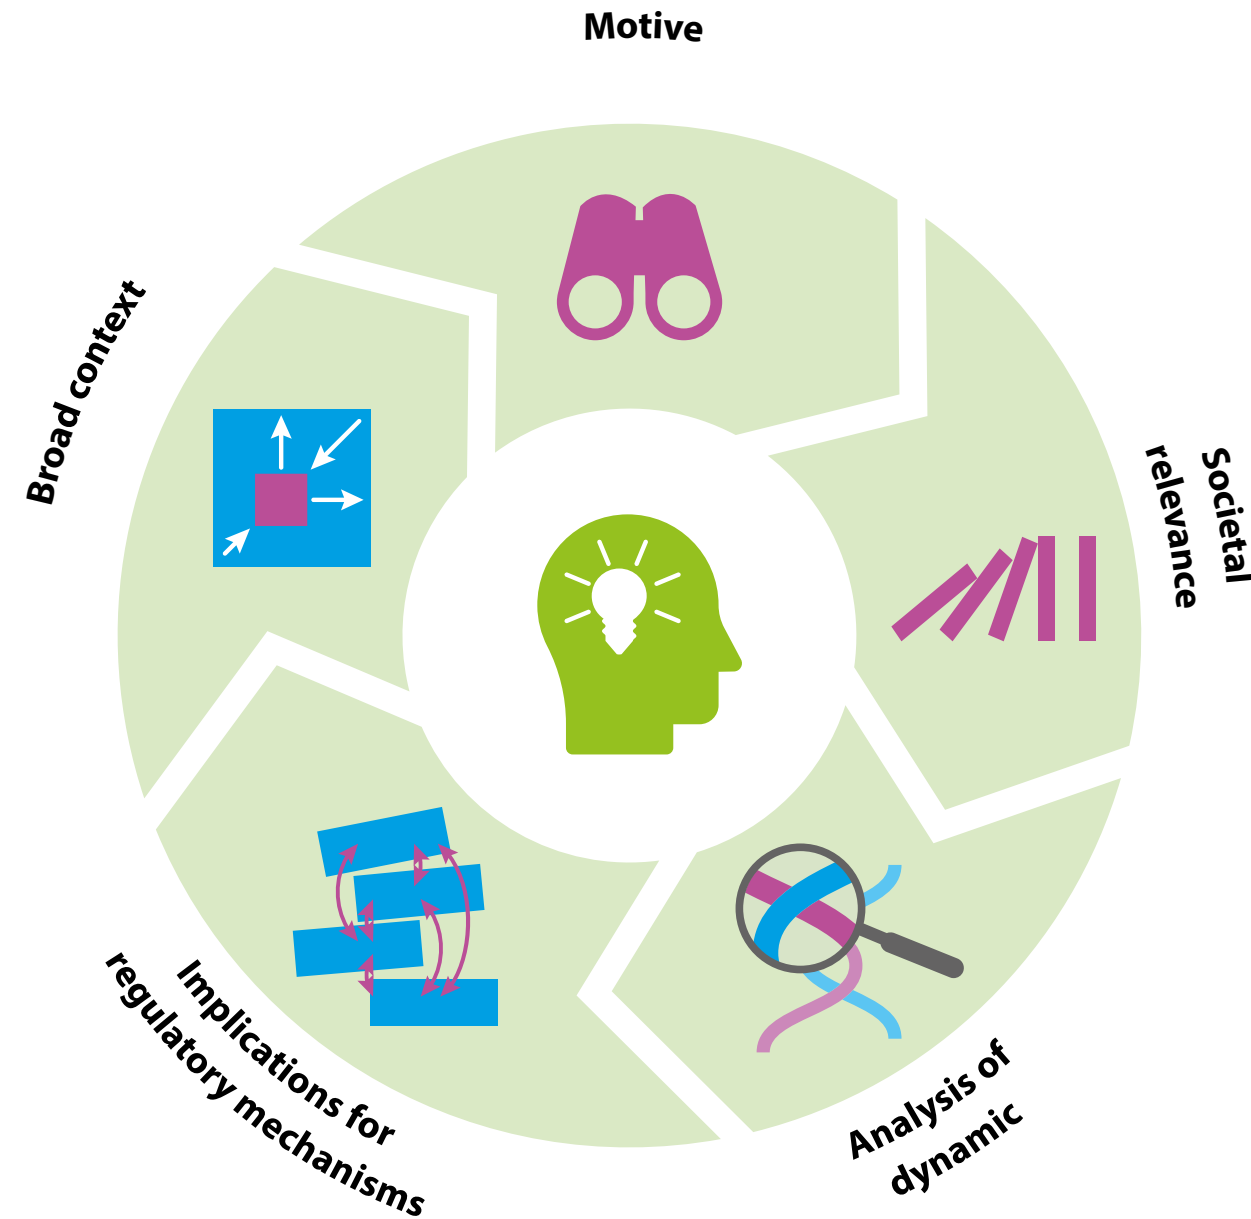 Motive
Societal
relevance
Analysis of
dynamic
Implications for
regulatory mechanisms
Broad context